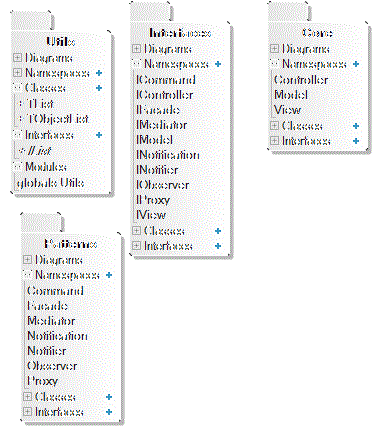 Utils
Diagrams
Namespaces
Classes
TList
TObjectList
Interfaces
IList
Modules
globals Utils
Interfaces
Diagrams
Namespaces
ICommand
IController
IFacade
IMediator
IModel
INotification
INotifier
IObserver
IProxy
IView
Classes
Interfaces
Core
Diagrams
Namespaces
Controller
Model
View
Classes
Interfaces
Patterns
Diagrams
Namespaces
Command
Facade
Mediator
Notification
Notifier
Observer
Proxy
Classes
Interfaces